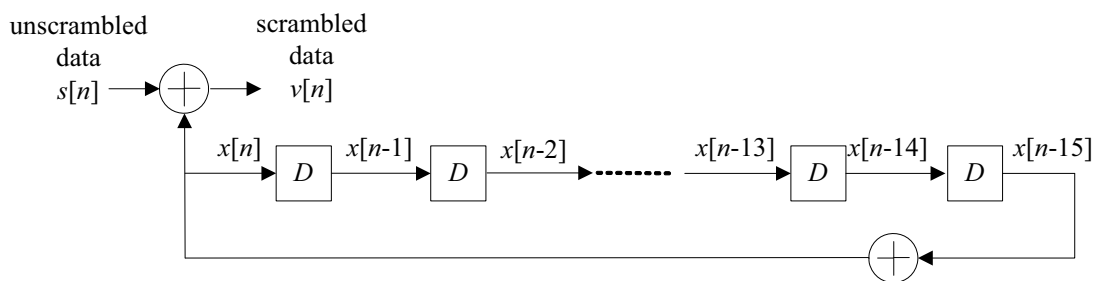 unscrambled
data
s[n]
scrambled
data
v[n]
x[n]
x[n-1]
x[n-2]
x[n-13]
x[n-14]
x[n-15]
D
D
D
D